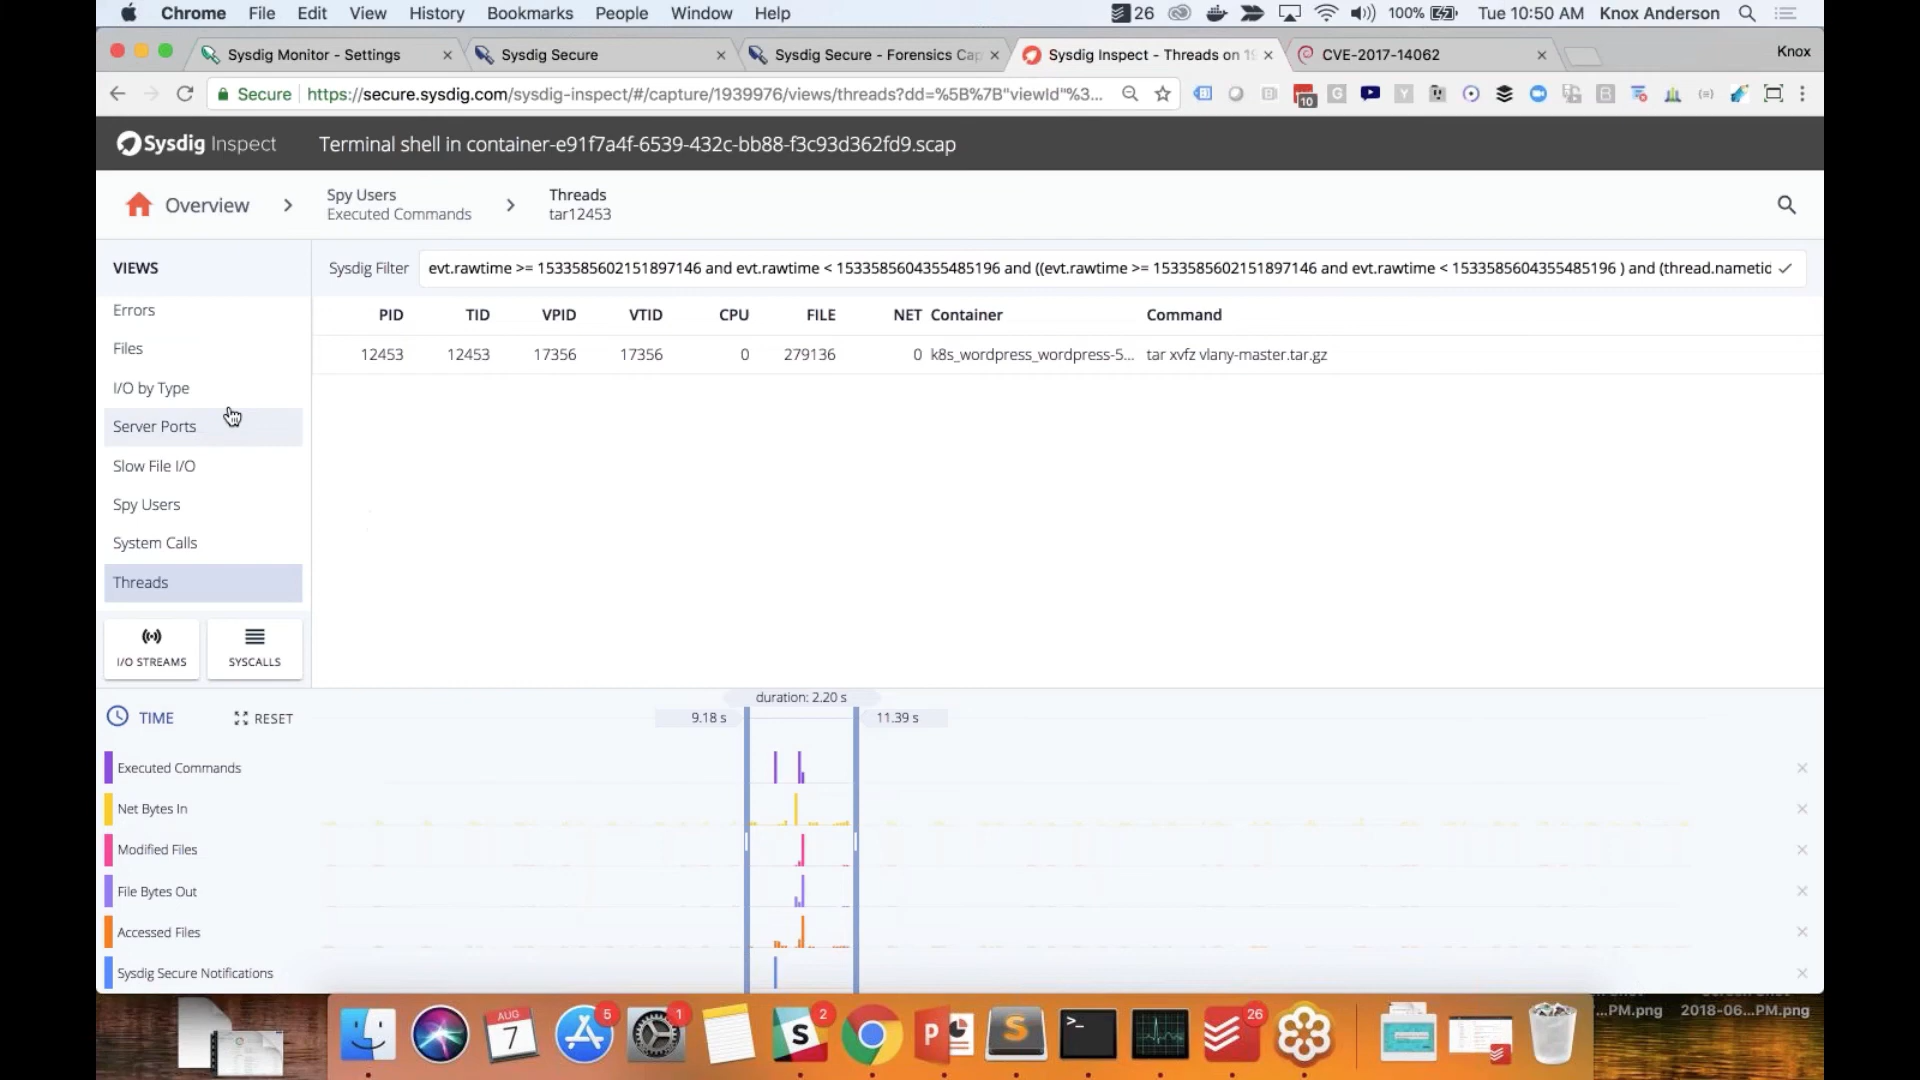 Chrome File Edit View History Bookmarks People Window Help 26 100% Tue 10:50 AM Knox Anderson
Sysdig Monitor - Settings
Sysdig Secure
Sysdig Secure - Forensics Cap
Sysdig Inspect - Threads on 19
CVE-2017-14062
Knox
Secure https://secure.sysdig.com/sysdig-inspect/#/capture/1939976/views/threads?dd=%5B%7B"viewId"%3... 10
Sysdig Inspect Terminal shell in container-e91f7a4f-6539-432c-bb88-f3c93d362fd9.scap
Overview
Spy Users
Executed Commands
Threads
tar12453
VIEWS
Errors
Files
I/O by Type
Server Ports
Slow File I/O
Spy Users
System Calls
Threads
I/O STREAMS
SYSCALLS
Sysdig Filter evt.rawtime >= 1533585602151897146 and evt.rawtime < 1533585604355485196 and ((evt.rawtime >= 1533585602151897146 and evt.rawtime < 1533585604355485196 ) and (thread.nametid
PID TID VPID VTID CPU FILE NET Container Command
12453 12453 17356 17356 0 279136 0 k8s_wordpress_wordpress-5... tar xvfz vlany-master.tar.gz
duration: 2.20 s
TIME RESET 9.18 s 11.39 s
Executed Commands
Net Bytes In
Modified Files
File Bytes Out
Accessed Files
Sysdig Secure Notifications
...PM.png 2018-06...PM.png
AUG
7
5
1
S
2
P
S
>_
26